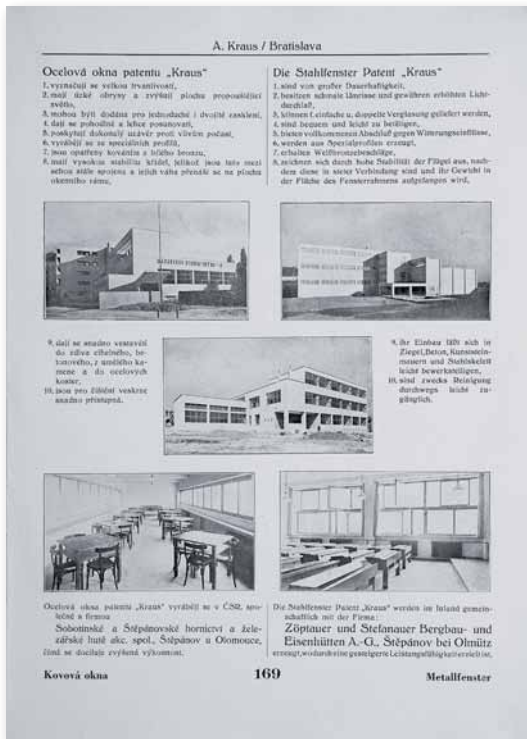 A. Kraus / Bratislava
Ocelová okna patentu „Kraus"
1. vyznačují se velkou trvanlivostí,
2. mají úzké obrysy a zvyšují plochu propouštějící
světlo,
3. mohou býti dodána pro jednoduché i dvojité zasklení,
4. dají se pohodlně a lehce posunovati,
5. poskytují dokonalý uzávěr proti vlivům počasí,
6. vyrábějí se ze speciálních profilů,
7. jsou opatřeny kováním z bílého bronzu,
8. mají vysokou stabilitu křídel, jelikož jsou tato mezi
sebou stále spojena a jejich váha přenáší se na plochu
okenního rámu,
Die Stahlfenster Patent „Kraus"
1. sind von großer Dauerhaftigkeit,
2. besitzen schmale Umrisse und gewähren erhöhten Licht-
durchlaß,
3. können f. einfache u. doppelte Verglasung geliefert werden,
4. sind bequem und leicht zu betätigen,
5. bieten vollkommenen Abschluß gegen Witterungseinflüsse,
6. werden aus Spezialprofilen erzeugt,
7. erhalten Weißbronzebeschläge,
8. zeichnen sich durch hohe Stabilität der Flügel aus, nach-
dem diese in steter Verbindung sind und ihr Gewicht in
der Fläche des Fensterrahmens aufgefangen wird,
9. dají se snadno vestavěti
do zdiva cihelného, be-
tonového, z umělého ka-
mene a do ocelových
koster,
10. jsou pro čištění veskrze
snadno přístupná.
9. ihr Einbau läßt sich in
Ziegel, Beton, Kunststein-
mauern und Stahlskelett
leicht bewerkstelligen,
10. sind zwecks Reinigung
durchwegs leicht zu-
gänglich.
Ocelová okna patentu „Kraus" vyrábějí se v ČSR. spo-
lečně s firmou
Sobotínské a Štěpánovské hornictví a žele-
zářské hutě akc. spol., Štěpánov u Olomouce,
čímž se dociluje zvýšená výkonnost.
Die Stahlfenster Patent „Kraus" werden im Inland gemein-
schaftlich mit der Firma:
Zöptauer und Stefanauer Bergbau- und
Eisenhütten A.-G., Štěpánov bei Olmütz
erzeugt, wodurch eine gesteigerte Leistungsfähigkeit erzielt ist.
Kovová okna
169
Metallfenster